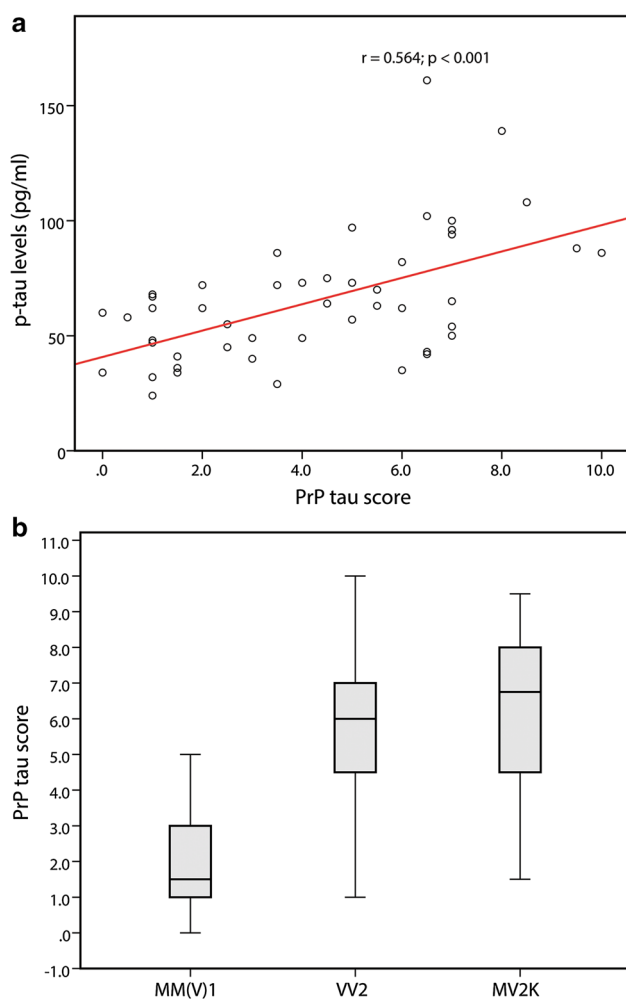 a
r = 0.564; p < 0.001
150
100
50
0
p-tau levels (pg/ml)
.0 2.0 4.0 6.0 8.0 10.0
PrP tau score
b
11.0
10.0
9.0
8.0
7.0
6.0
5.0
4.0
3.0
2.0
1.0
.0
-1.0
PrP tau score
MM(V)1 VV2 MV2K